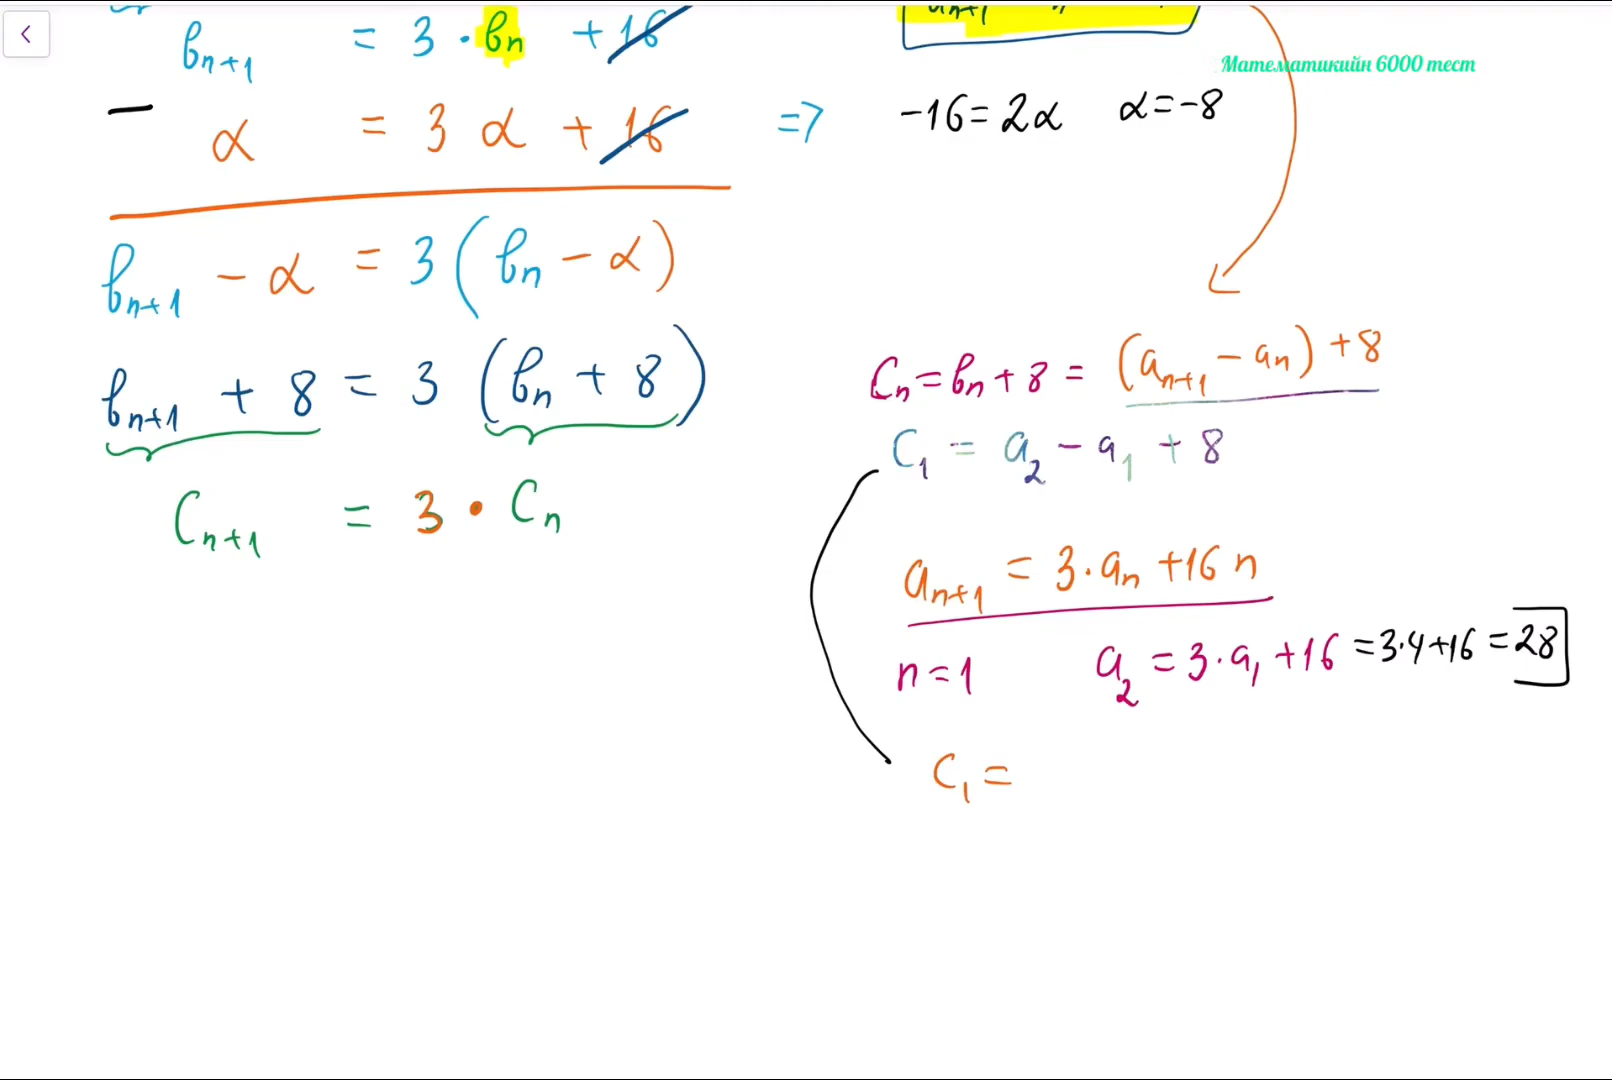 bₙ₊₁ = 3 · bₙ + 16
Математикийн 6000 тест
− α = 3α + 16 => -16 = 2α α = -8
bₙ₊₁ - α = 3(bₙ - α)
bₙ₊₁ + 8 = 3(bₙ + 8)
Cₙ₊₁ = 3 · Cₙ
Cₙ = bₙ + 8 = (aₙ₊₁ - aₙ) + 8
C₁ = a₂ - a₁ + 8
aₙ₊₁ = 3 · aₙ + 16n
n = 1 a₂ = 3 · a₁ + 16 = 3 · 4 + 16 = 28
C₁ =